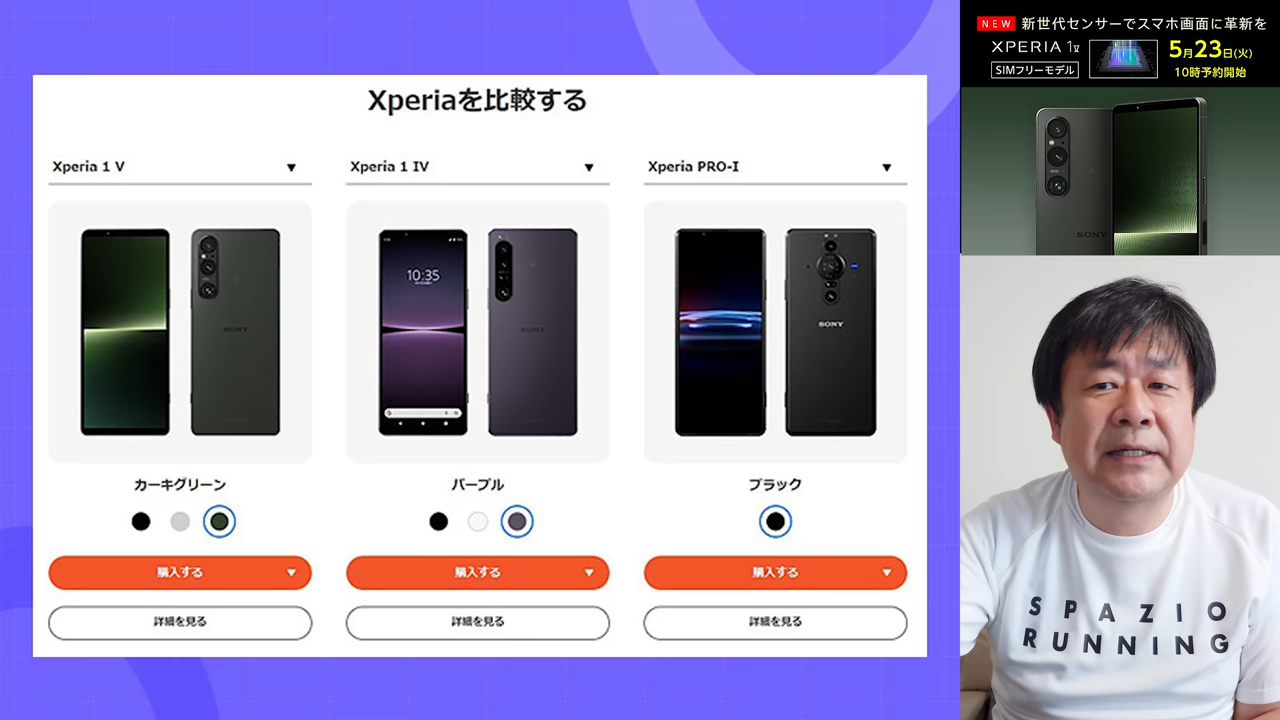 Xperiaを比較する
Xperia 1 V
Xperia 1 IV
Xperia PRO-I
10:35
SONY
SONY
SONY
カーキグリーン
パープル
ブラック
購入する
購入する
購入する
詳細を見る
詳細を見る
詳細を見る
NEW 新世代センサーでスマホ画面に革新を
XPERIA 1 V
SIMフリーモデル
5月23日(火)
10時予約開始
SONY
SPAZIO
RUNNING